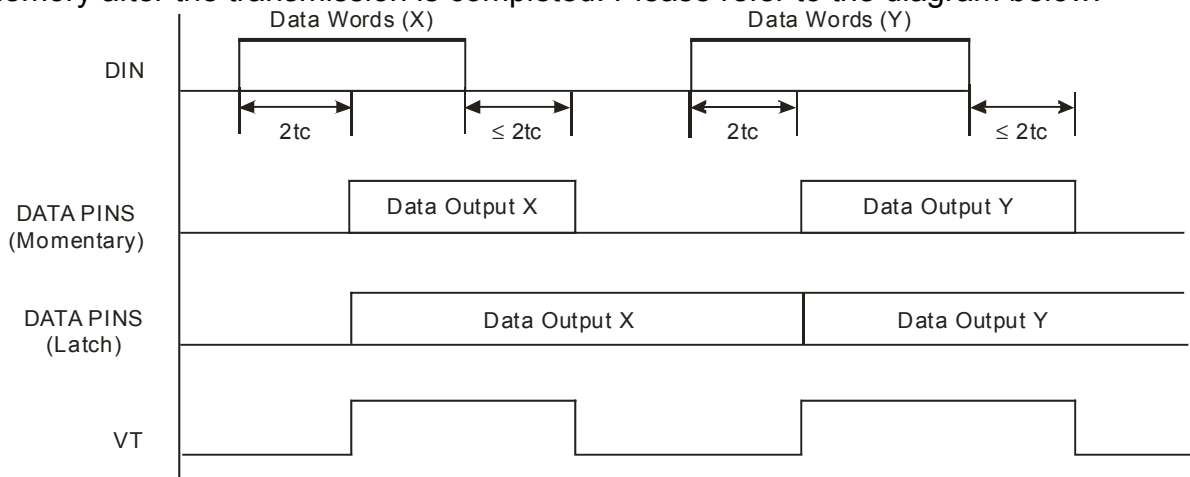 memory after the transmission is completed. Please refer to the diagram below.
Data Words (X) Data Words (Y)
DIN
2tc ≤ 2tc 2tc ≤ 2tc
DATA PINS
(Momentary)
Data Output X Data Output Y
DATA PINS
(Latch)
Data Output X Data Output Y
VT